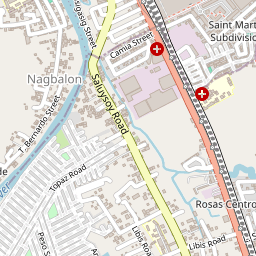 Saint Mart
Subdivisio
Camia Street
Nagbalon
Saluysoy Road
T. Bernardo Street
Topaz Road
Rosas Centro
Libis Road
Libis Roa